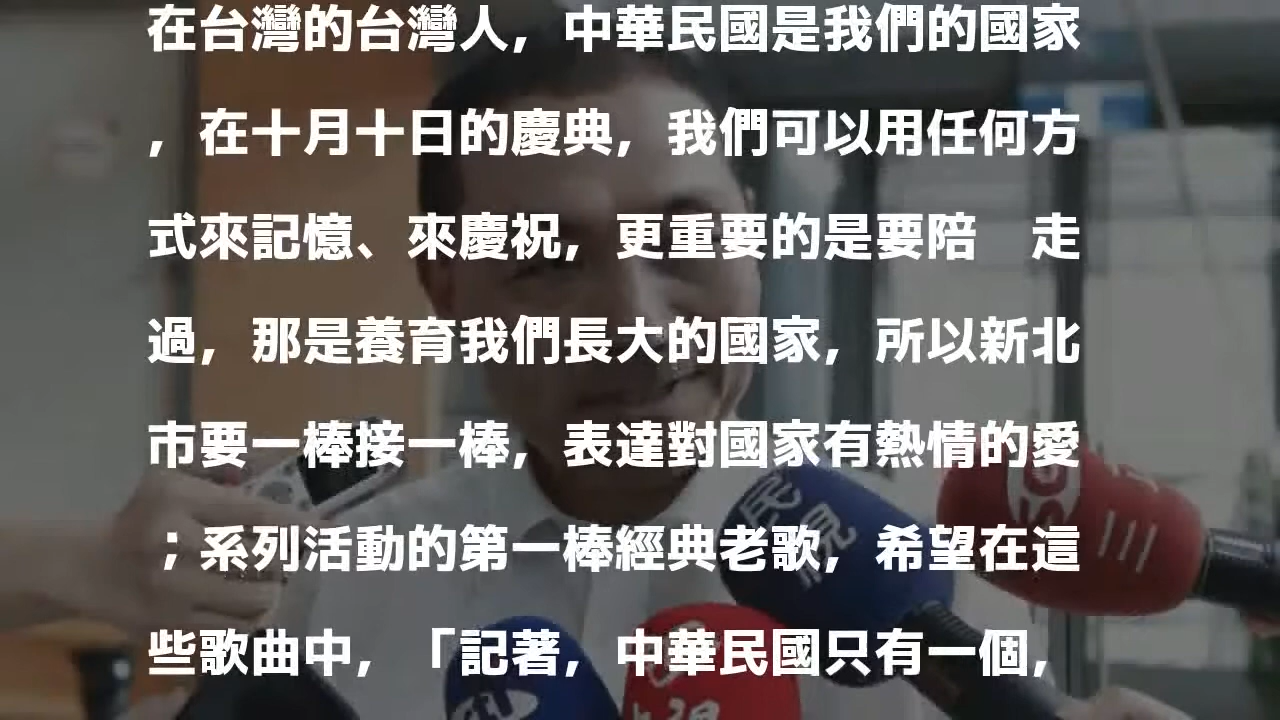 在台灣的台灣人，中華民國是我們的國家
，在十月十日的慶典，我們可以用任何方
式來記憶、來慶祝，更重要的是要陪　走
過，那是養育我們長大的國家，所以新北
市要一棒接一棒，表達對國家有熱情的愛
；系列活動的第一棒經典老歌，希望在這
些歌曲中，「記著，中華民國只有一個，
民視